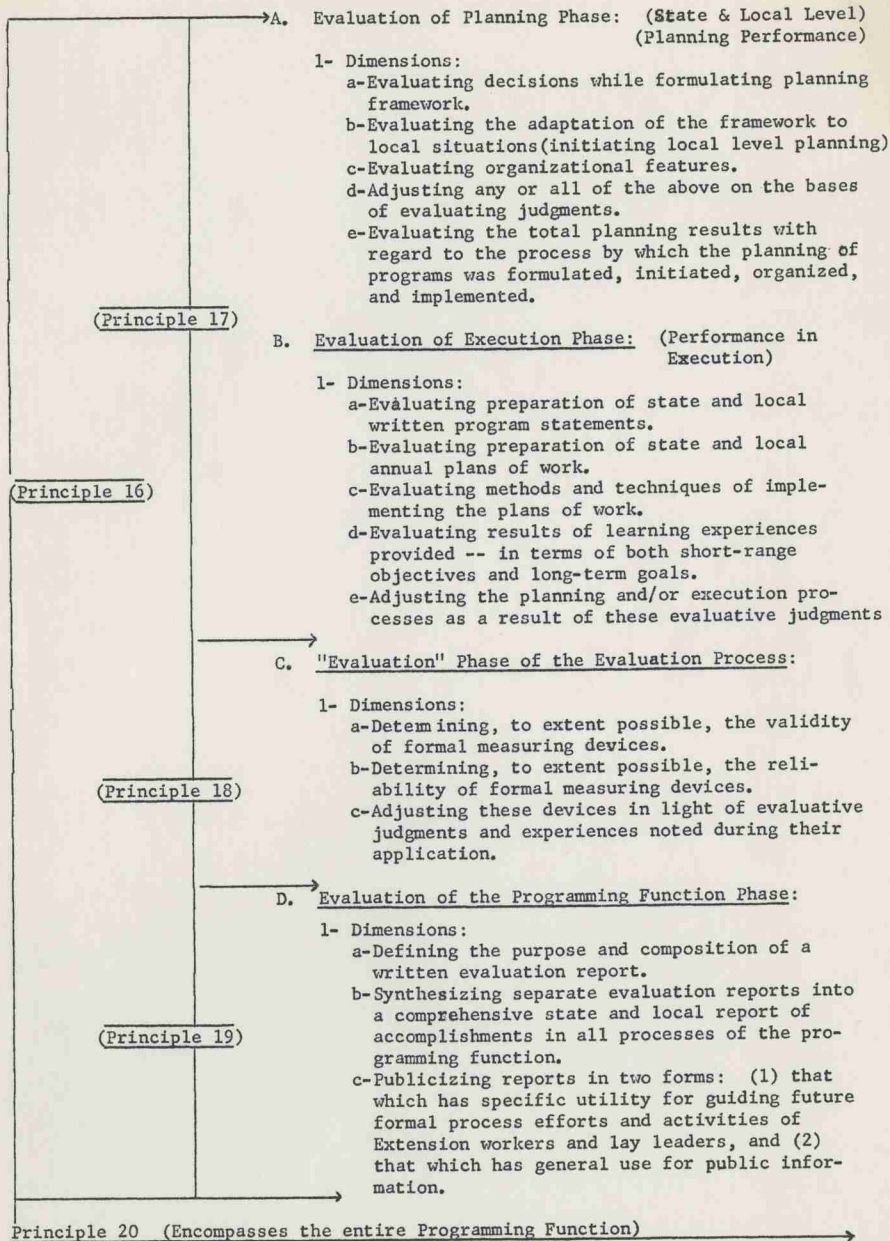 A. Evaluation of Planning Phase: (State & Local Level)
(Planning Performance)
1- Dimensions:
a-Evaluating decisions while formulating planning
framework.
b-Evaluating the adaptation of the framework to
local situations(initiating local level planning)
c-Evaluating organizational features.
d-Adjusting any or all of the above on the bases
of evaluating judgments.
e-Evaluating the total planning results with
regard to the process by which the planning of
programs was formulated, initiated, organized,
and implemented.
(Principle 17)
B. Evaluation of Execution Phase: (Performance in
Execution)
1- Dimensions:
a-Evaluating preparation of state and local
written program statements.
b-Evaluating preparation of state and local
annual plans of work.
(Principle 16)
c-Evaluating methods and techniques of imple-
menting the plans of work.
d-Evaluating results of learning experiences
provided -- in terms of both short-range
objectives and long-term goals.
e-Adjusting the planning and/or execution pro-
cesses as a result of these evaluative judgments
C. "Evaluation" Phase of the Evaluation Process:
1- Dimensions:
a-Determining, to extent possible, the validity
of formal measuring devices.
b-Determining, to extent possible, the reli-
ability of formal measuring devices.
(Principle 18)
c-Adjusting these devices in light of evaluative
judgments and experiences noted during their
application.
D. Evaluation of the Programming Function Phase:
1- Dimensions:
a-Defining the purpose and composition of a
written evaluation report.
b-Synthesizing separate evaluation reports into
a comprehensive state and local report of
accomplishments in all processes of the pro-
gramming function.
(Principle 19)
c-Publicizing reports in two forms: (1) that
which has specific utility for guiding future
formal process efforts and activities of
Extension workers and lay leaders, and (2)
that which has general use for public infor-
mation.
Principle 20 (Encompasses the entire Programming Function)